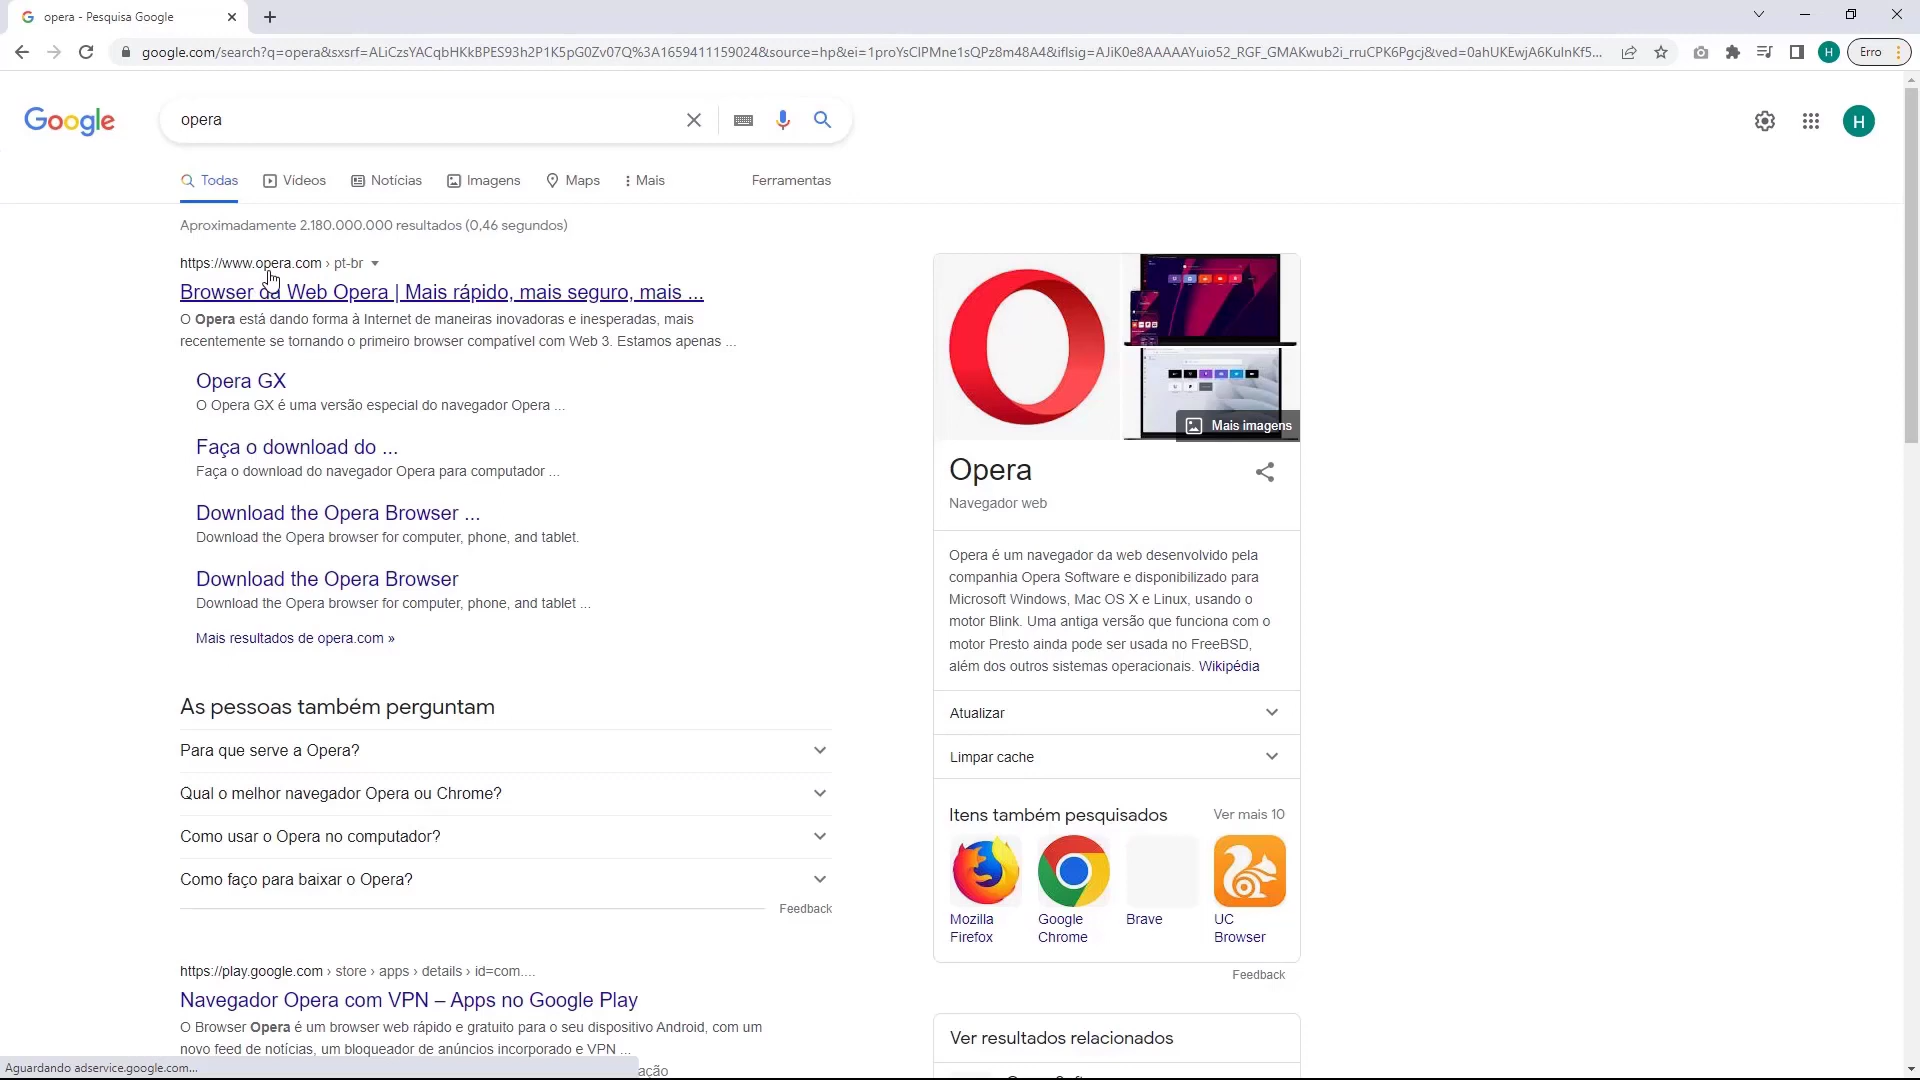 opera - Pesquisa Google
google.com/search?q=opera&sxsrf=ALiCzsYACqbHKkBPES93h2P1K5pG0Zv07Q%3A1659411159024&source=hp&ei=1proYsClPMne1sQPz8m48A4&iflsig=AJiK0e8AAAAAYuio52_RGF_GMAKwub2i_rruCPK6Pgcj&ved=0ahUKEwjA6KulnKf5...
H
Erro
Google
opera
H
Todas
Vídeos
Notícias
Imagens
Maps
Mais
Ferramentas
Aproximadamente 2.180.000.000 resultados (0,46 segundos)
https://www.opera.com › pt-br
Browser da Web Opera | Mais rápido, mais seguro, mais ...
O Opera está dando forma à Internet de maneiras inovadoras e inesperadas, mais
recentemente se tornando o primeiro browser compatível com Web 3. Estamos apenas ...
Opera GX
O Opera GX é uma versão especial do navegador Opera ...
Faça o download do ...
Faça o download do navegador Opera para computador ...
Download the Opera Browser ...
Download the Opera browser for computer, phone, and tablet.
Download the Opera Browser
Download the Opera browser for computer, phone, and tablet ...
Mais resultados de opera.com »
As pessoas também perguntam
Para que serve a Opera?
Qual o melhor navegador Opera ou Chrome?
Como usar o Opera no computador?
Como faço para baixar o Opera?
Feedback
https://play.google.com › store › apps › details › id=com....
Navegador Opera com VPN – Apps no Google Play
O Browser Opera é um browser web rápido e gratuito para o seu dispositivo Android, com um
novo feed de notícias, um bloqueador de anúncios incorporado e VPN ...
ação
Aguardando adservice.google.com...
Mais imagens
Opera
Navegador web
Opera é um navegador da web desenvolvido pela
companhia Opera Software e disponibilizado para
Microsoft Windows, Mac OS X e Linux, usando o
motor Blink. Uma antiga versão que funciona com o
motor Presto ainda pode ser usada no FreeBSD,
além dos outros sistemas operacionais. Wikipédia
Atualizar
Limpar cache
Itens também pesquisados
Ver mais 10
Mozilla
Firefox
Google
Chrome
Brave
UC
Browser
Feedback
Ver resultados relacionados